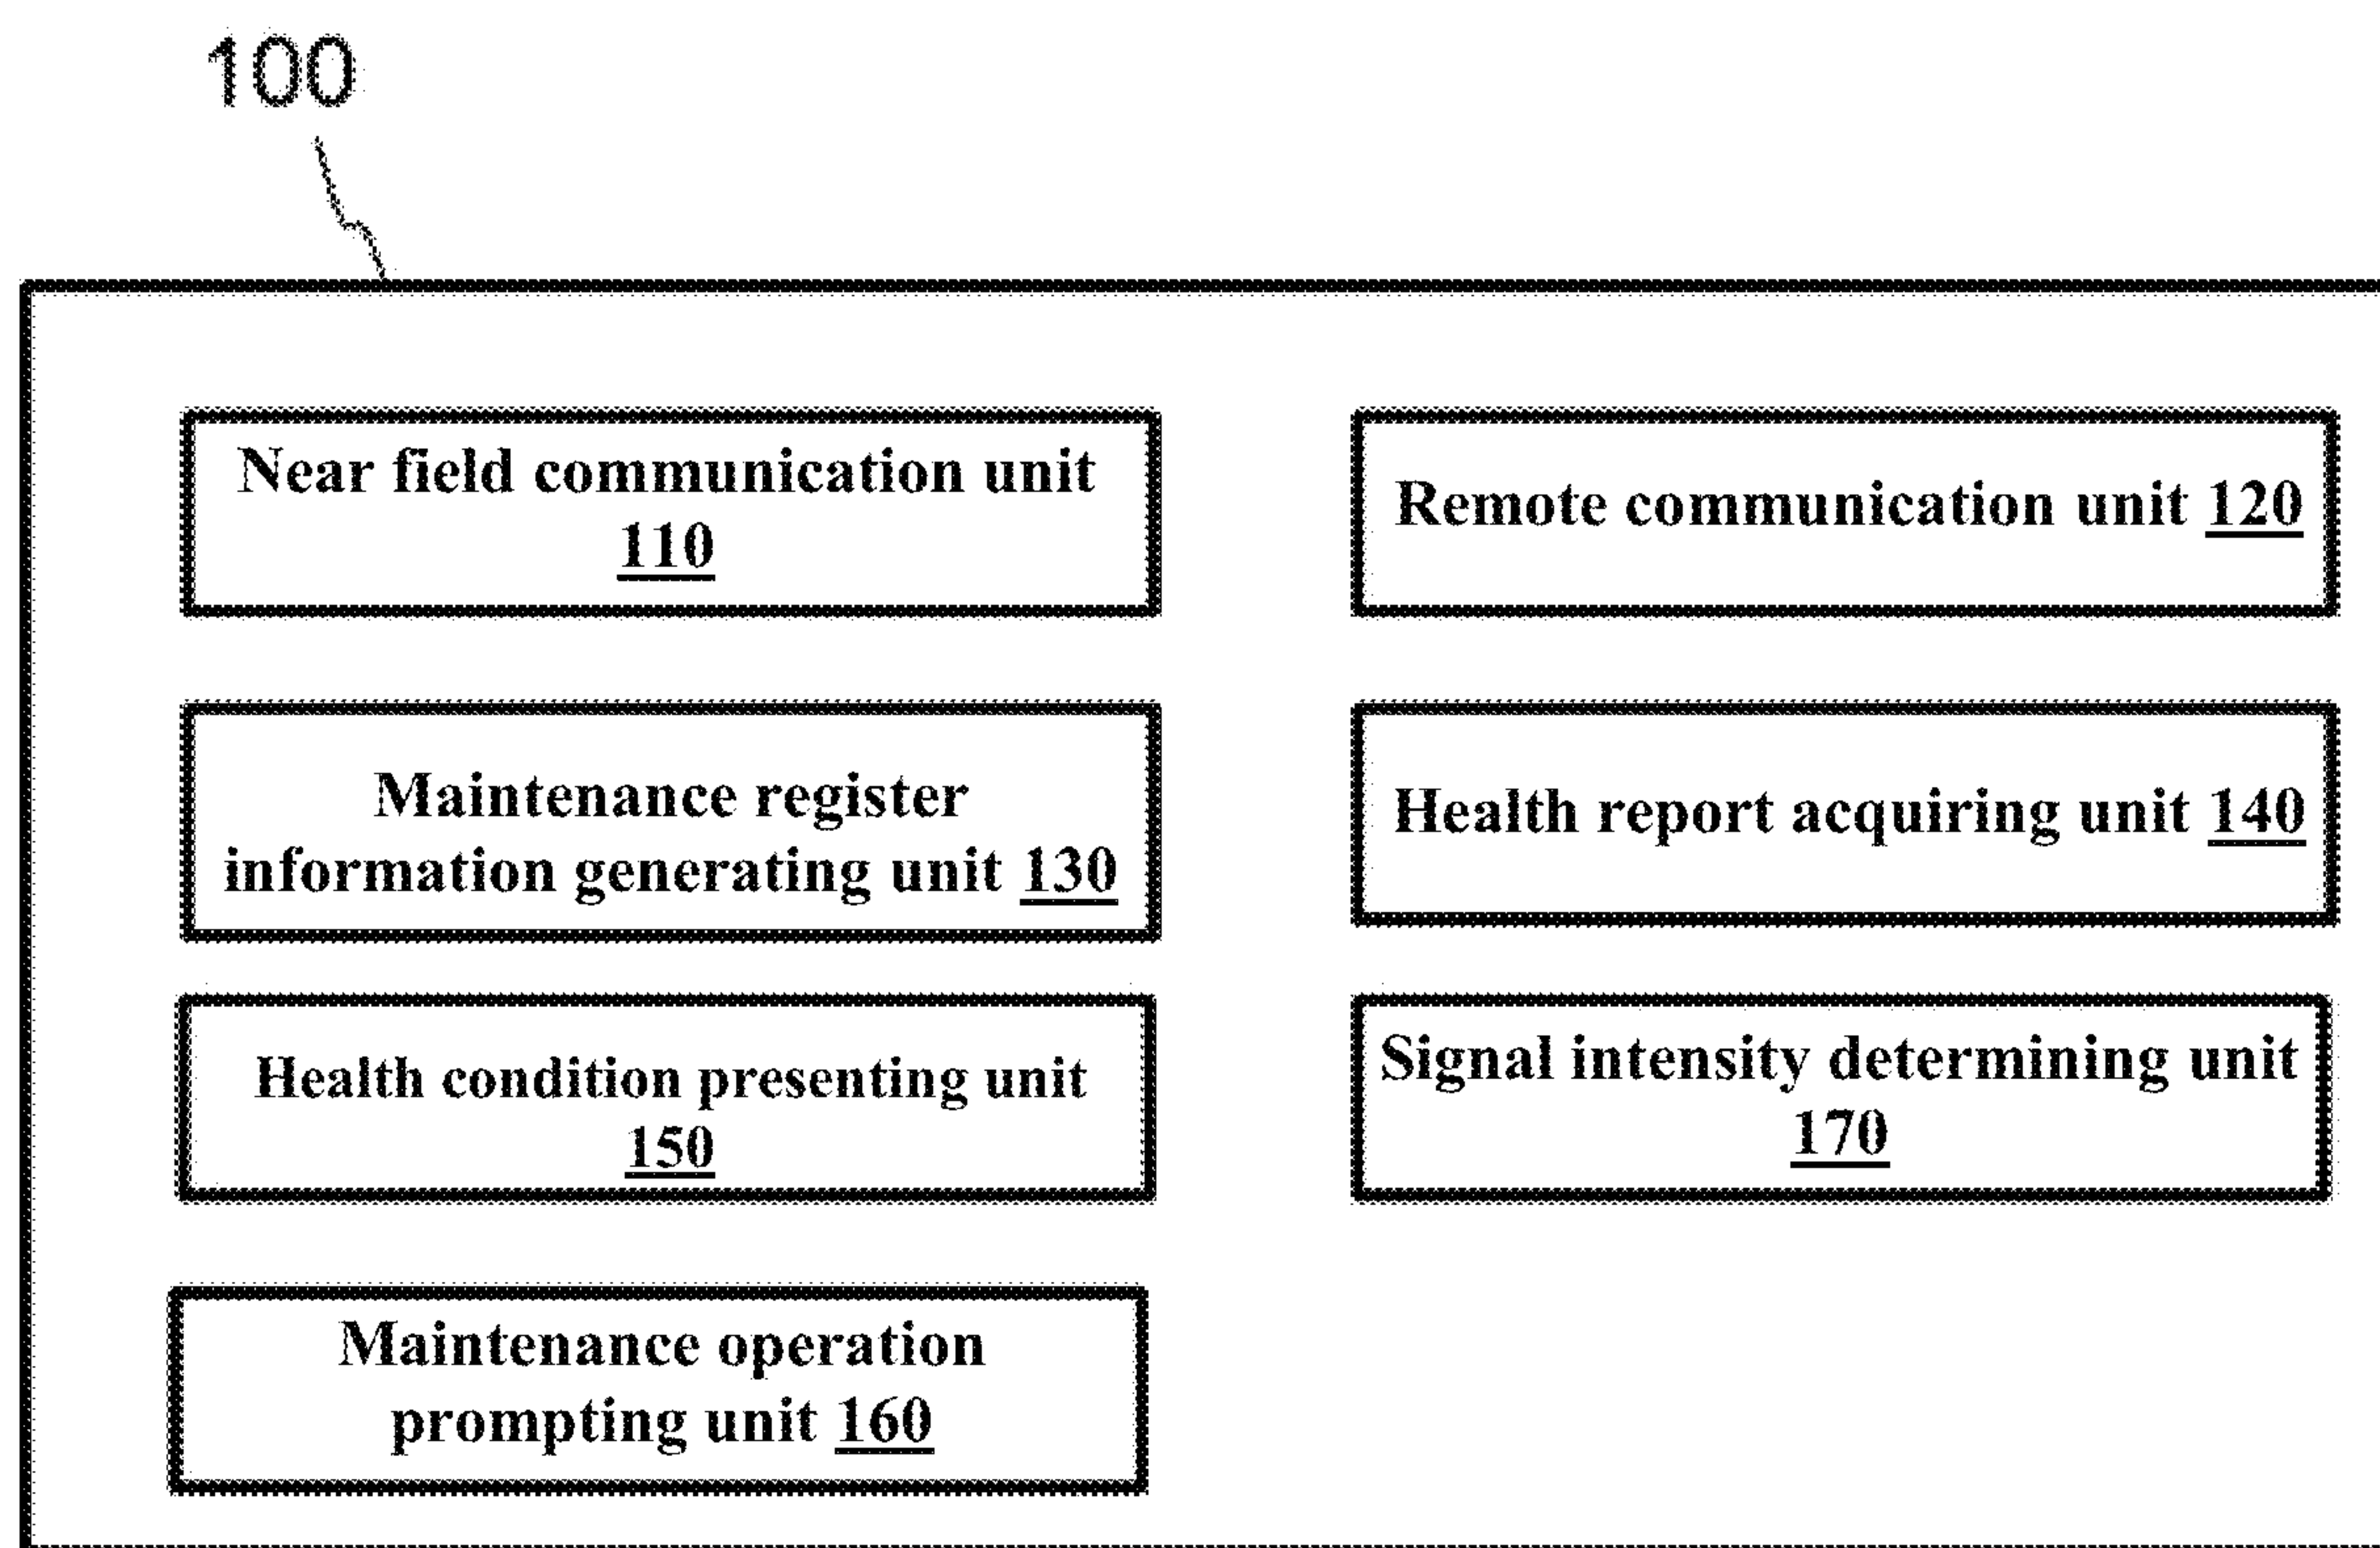 100
Near field communication unit
110
Remote communication unit 120
Maintenance register
information generating unit 130
Health report acquiring unit 140
Health condition presenting unit
150
Signal intensity determining unit
170
Maintenance operation
prompting unit 160